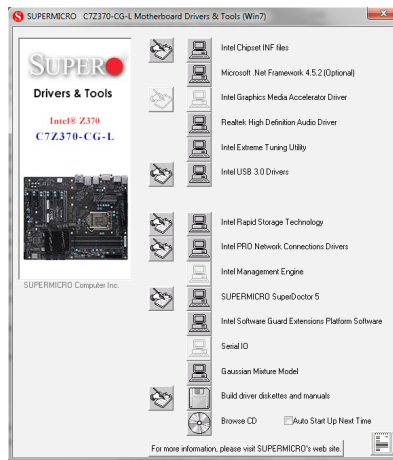 SUPERMICRO C7Z370-CG-L Motherboard Drivers & Tools (Win7)
SUPERO
Drivers & Tools
Intel® Z370
C7Z370-CG-L
SUPERMICRO Computer Inc.
Intel Chipset INF files
Microsoft .Net Framework 4.5.2 (Optional)
Intel Graphics Media Accelerator Driver
Realtek High Definition Audio Driver
Intel Extreme Tuning Utility
Intel USB 3.0 Drivers
Intel Rapid Storage Technology
Intel PRO Network Connections Drivers
Intel Management Engine
SUPERMICRO SuperDoctor 5
Intel Software Guard Extensions Platform Software
Serial IO
Gaussian Mixture Model
Build driver diskettes and manuals
Browse CD
Auto Start Up Next Time
For more information, please visit SUPERMICRO's web site.